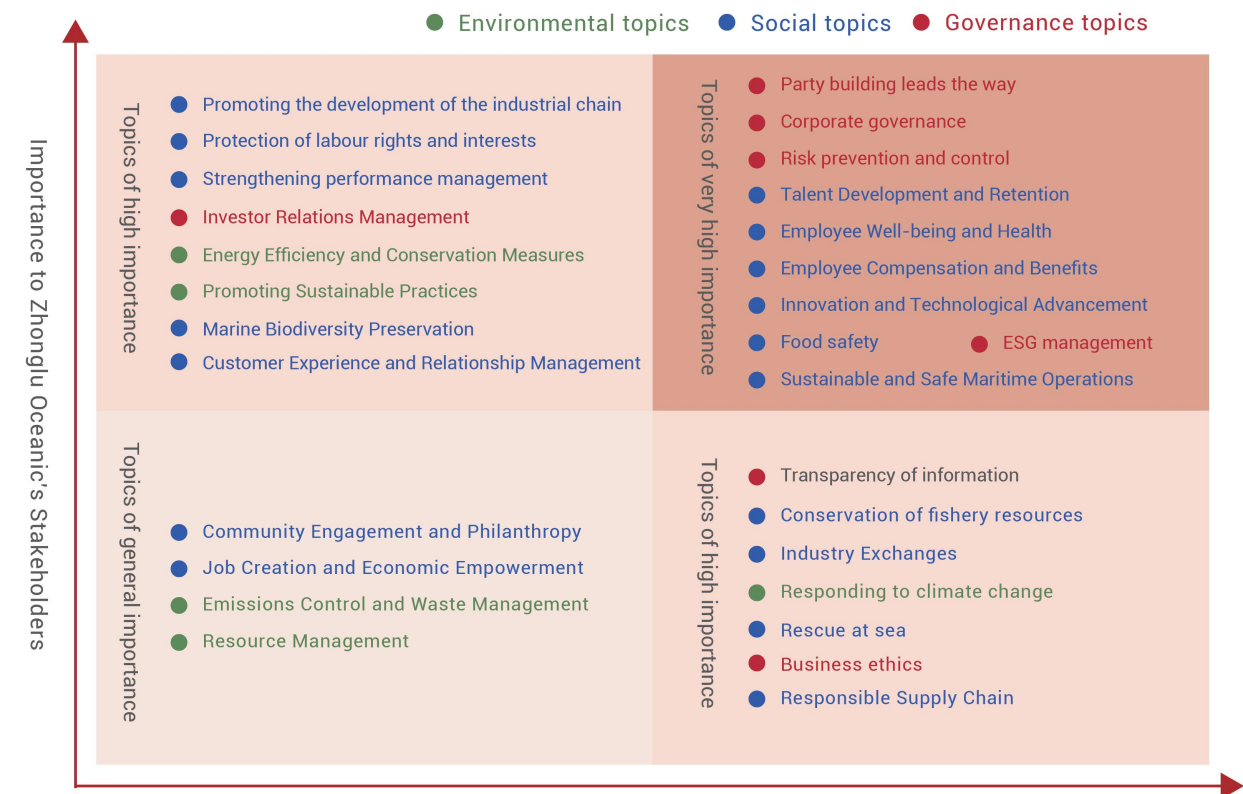 Environmental topics
Social topics
Governance topics
Importance to Zhonglu Oceanic's Stakeholders
Topics of high importance
Promoting the development of the industrial chain
Protection of labour rights and interests
Strengthening performance management
Investor Relations Management
Energy Efficiency and Conservation Measures
Promoting Sustainable Practices
Marine Biodiversity Preservation
Customer Experience and Relationship Management
Topics of very high importance
Party building leads the way
Corporate governance
Risk prevention and control
Talent Development and Retention
Employee Well-being and Health
Employee Compensation and Benefits
Innovation and Technological Advancement
Food safety
ESG management
Sustainable and Safe Maritime Operations
Topics of general importance
Community Engagement and Philanthropy
Job Creation and Economic Empowerment
Emissions Control and Waste Management
Resource Management
Topics of high importance
Transparency of information
Conservation of fishery resources
Industry Exchanges
Responding to climate change
Rescue at sea
Business ethics
Responsible Supply Chain